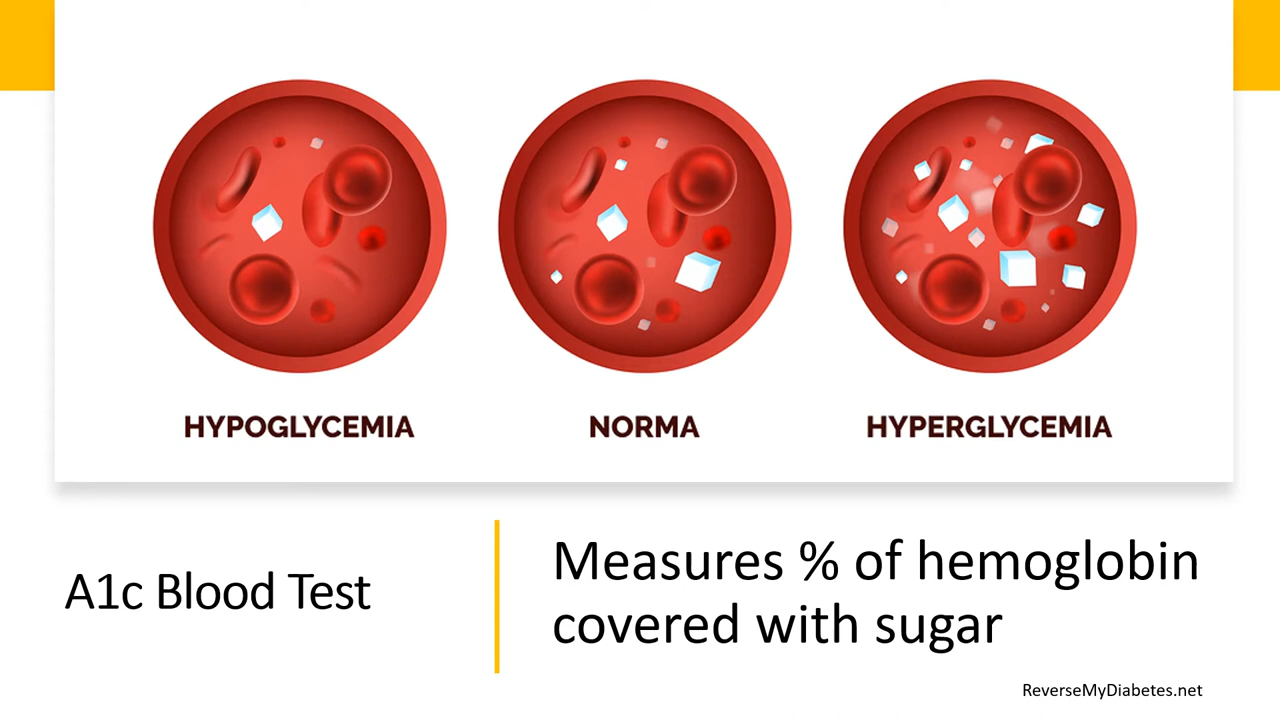 HYPOGLYCEMIA
NORMA
HYPERGLYCEMIA
A1c Blood Test
Measures % of hemoglobin
covered with sugar
ReverseMyDiabetes.net